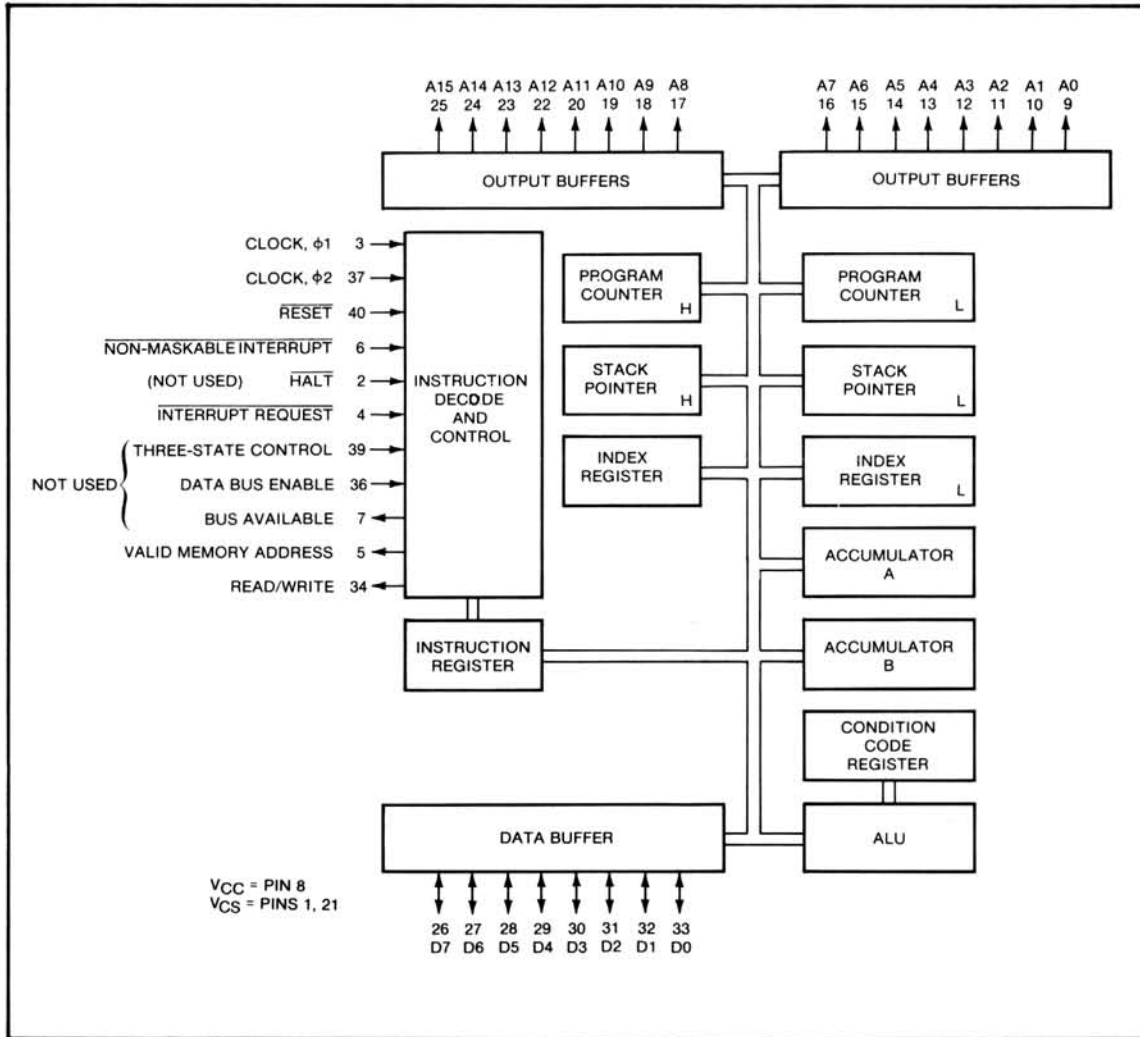 A15 A14 A13 A12 A11 A10 A9 A8
25 24 23 22 20 19 18 17
A7 A6 A5 A4 A3 A2 A1 A0
16 15 14 13 12 11 10 9
OUTPUT BUFFERS
OUTPUT BUFFERS
CLOCK, ϕ1 3
CLOCK, ϕ2 37
RESET 40
NON-MASKABLE INTERRUPT 6
(NOT USED) HALT 2
INTERRUPT REQUEST 4
THREE-STATE CONTROL 39
NOT USED
DATA BUS ENABLE 36
BUS AVAILABLE 7
VALID MEMORY ADDRESS 5
READ/WRITE 34
INSTRUCTION
DECODE
AND
CONTROL
INSTRUCTION
REGISTER
PROGRAM
COUNTER
H
PROGRAM
COUNTER
L
STACK
POINTER
H
STACK
POINTER
L
INDEX
REGISTER
INDEX
REGISTER
L
ACCUMULATOR
A
ACCUMULATOR
B
CONDITION
CODE
REGISTER
DATA BUFFER
ALU
VCC = PIN 8
VCS = PINS 1, 21
26 27 28 29 30 31 32 33
D7 D6 D5 D4 D3 D2 D1 D0